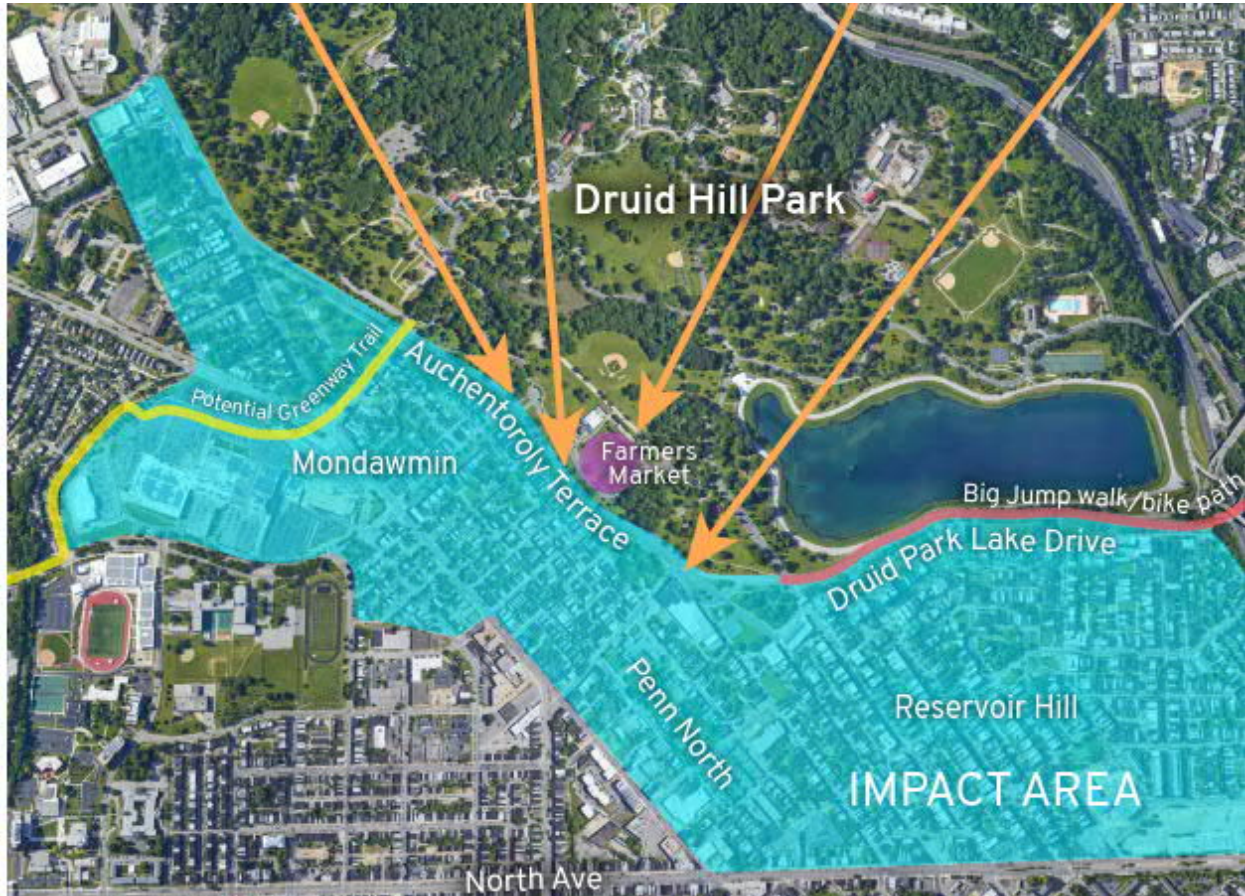 Druid Hill Park
Potential Greenway Trail
Auchentoroly Terrace
Mondawmin
Farmers
Market
Big Jump walk/bike path
Druid Park Lake Drive
Penn North
Reservoir Hill
IMPACT AREA
North Ave